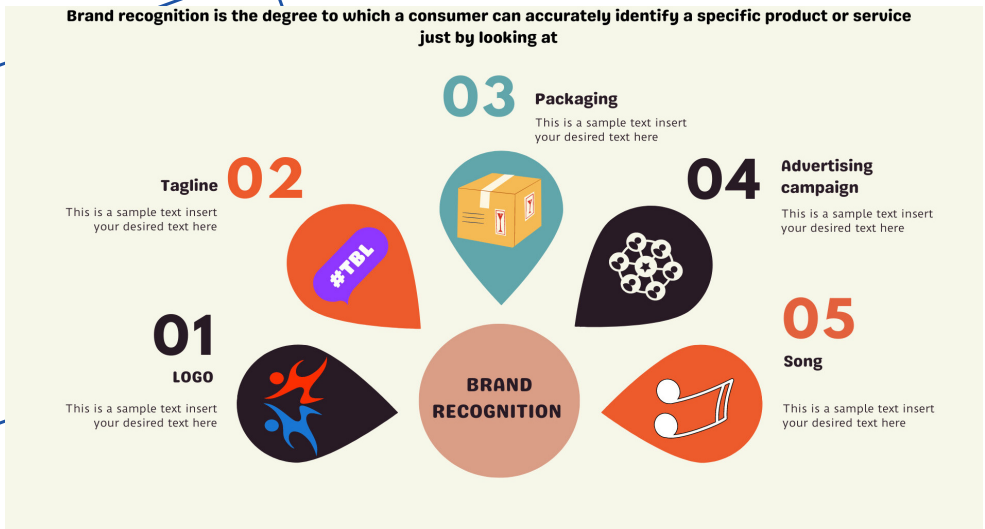 Brand recognition is the degree to which a consumer can accurately identify a specific product or service
just by looking at
03
Packaging
This is a sample text insert
your desired text here
02
Tagline
This is a sample text insert
your desired text here
04
Advertising
campaign
This is a sample text insert
your desired text here
#TBL
01
LOGO
This is a sample text insert
your desired text here
BRAND
RECOGNITION
05
Song
This is a sample text insert
your desired text here